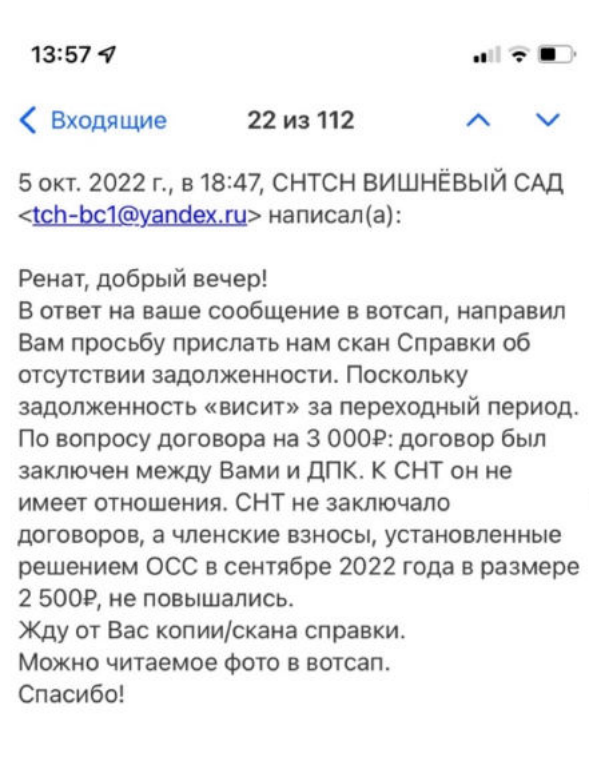 13:57
Входящие
22 из 112
5 окт. 2022 г., в 18:47, СНТСН ВИШНЁВЫЙ САД
<tch-bc1@yandex.ru> написал(а):
Ренат, добрый вечер!
В ответ на ваше сообщение в вотсап, направил
Вам просьбу прислать нам скан Справки об
отсутствии задолженности. Поскольку
задолженность «висит» за переходный период.
По вопросу договора на 3 000₽: договор был
заключен между Вами и ДПК. К СНТ он не
имеет отношения. СНТ не заключало
договоров, а членские взносы, установленные
решением ОСС в сентябре 2022 года в размере
2 500₽, не повышались.
Жду от Вас копии/скана справки.
Можно читаемое фото в вотсап.
Спасибо!